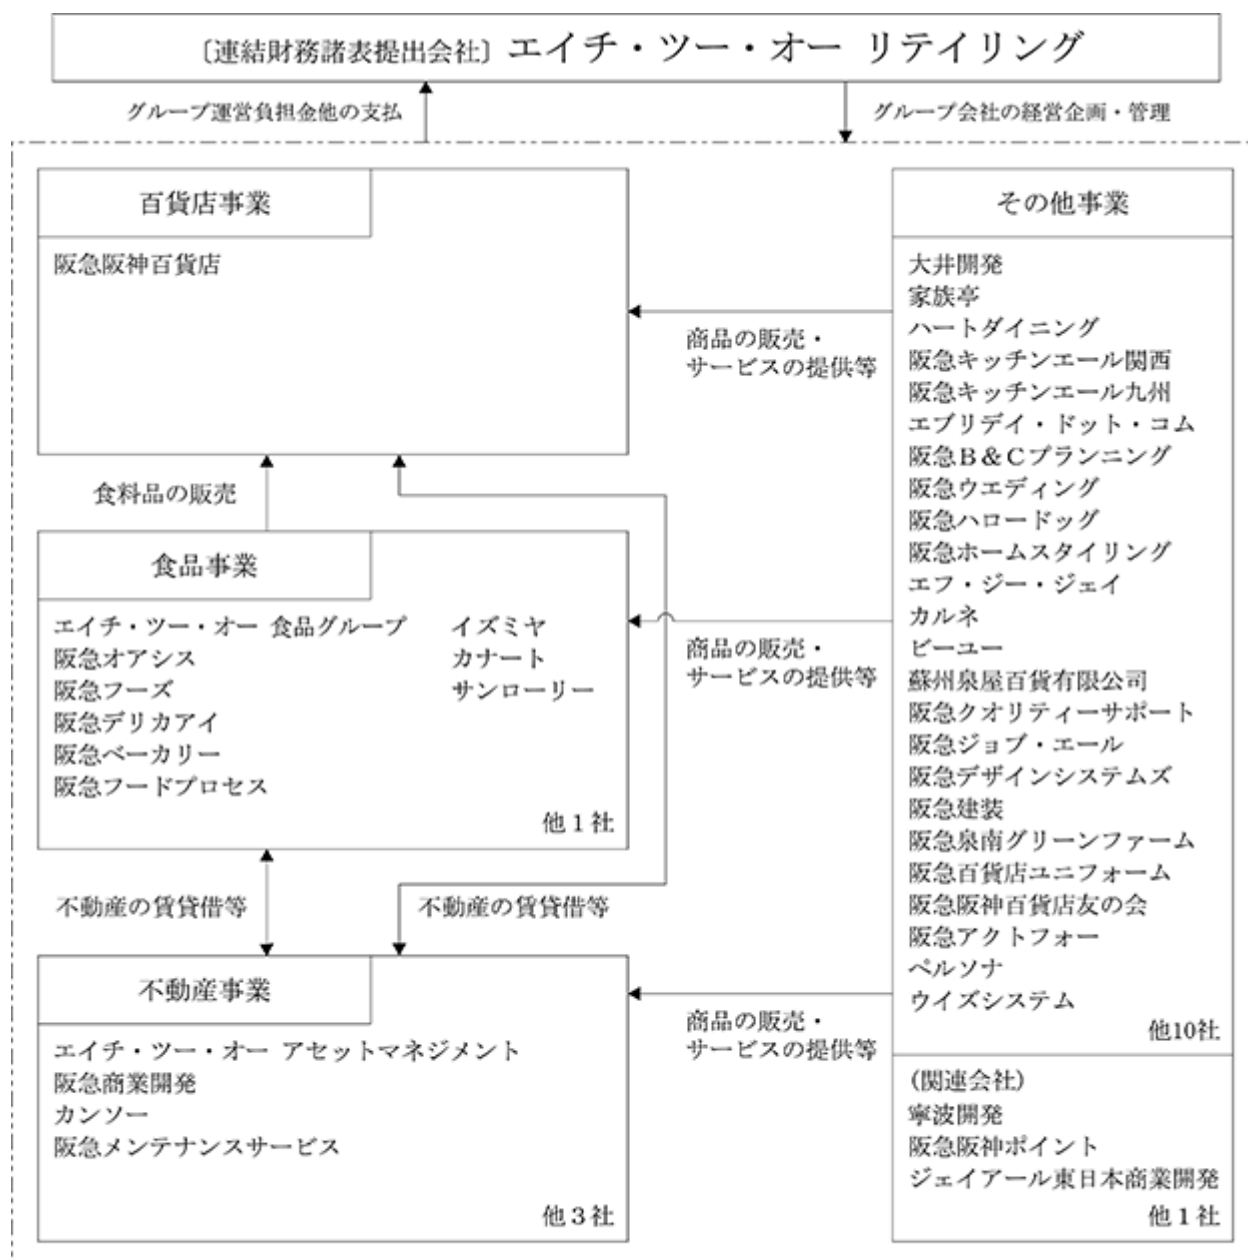 〔連結財務諸表提出会社〕エイチ・ツー・オー リテイリング
グループ運営負担金他の支払
グループ会社の経営企画・管理
百貨店事業
阪急阪神百貨店
食料品の販売
食品事業
エイチ・ツー・オー 食品グループ
阪急オアシス
阪急フーズ
阪急デリカアイ
阪急ベーカリー
阪急フードプロセス
イズミヤ
カナート
サンローリー
他1社
不動産の賃貸借等
不動産の賃貸借等
不動産事業
エイチ・ツー・オー アセットマネジメント
阪急商業開発
カンソー
阪急メンテナンスサービス
他3社
商品の販売・
サービスの提供等
商品の販売・
サービスの提供等
商品の販売・
サービスの提供等
その他事業
大井開発
家族亭
ハートダイニング
阪急キッチンエール関西
阪急キッチンエール九州
エブリデイ・ドット・コム
阪急B&Cプランニング
阪急ウエディング
阪急ハロードッグ
阪急ホームスタイリング
エフ・ジー・ジェイ
カルネ
ビーユー
蘇州泉屋百貨有限公司
阪急クオリティーサポート
阪急ジョブ・エール
阪急デザインシステムズ
阪急建装
阪急泉南グリーンファーム
阪急百貨店ユニフォーム
阪急阪神百貨店友の会
阪急アクトフォー
ペルソナ
ウイズシステム
他10社
(関連会社)
寧波開発
阪急阪神ポイント
ジェイアール東日本商業開発
他1社